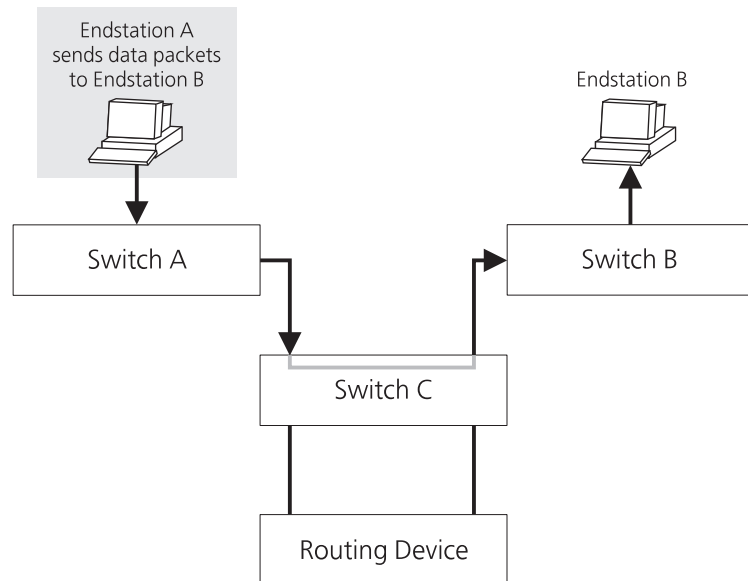 Endstation A
sends data packets
to Endstation B
Endstation B
Switch A
Switch B
Switch C
Routing Device